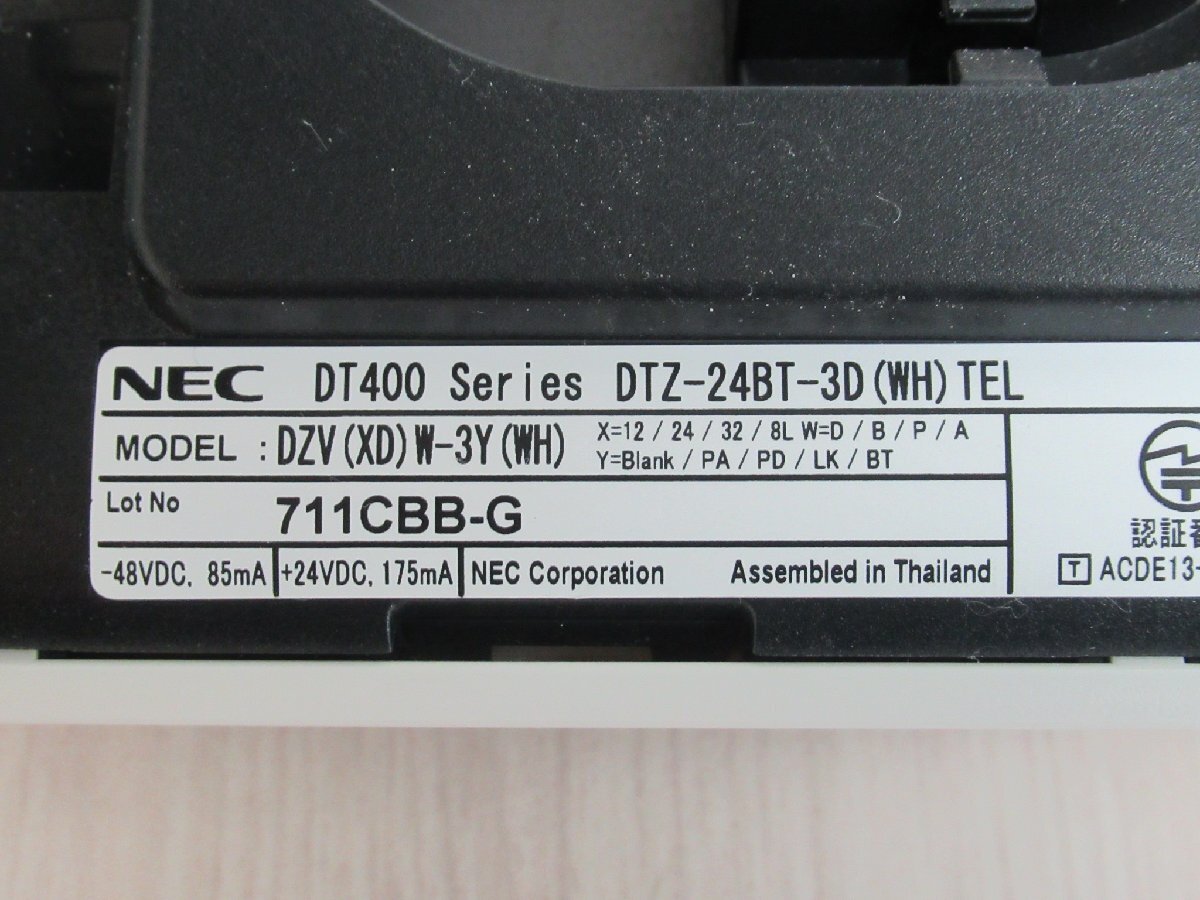 NEC DT400 Series DTZ-24BT-3D(WH)TEL
MODEL : DZV(XD)W-3Y(WH)
X=12 / 24 / 32 / 8L W=D / B / P / A
Y=Blank / PA / PD / LK / BT
Lot No 711CBB-G
-48VDC, 85mA
+24VDC, 175mA
NEC Corporation Assembled in Thailand
認証番
T ACDE13-